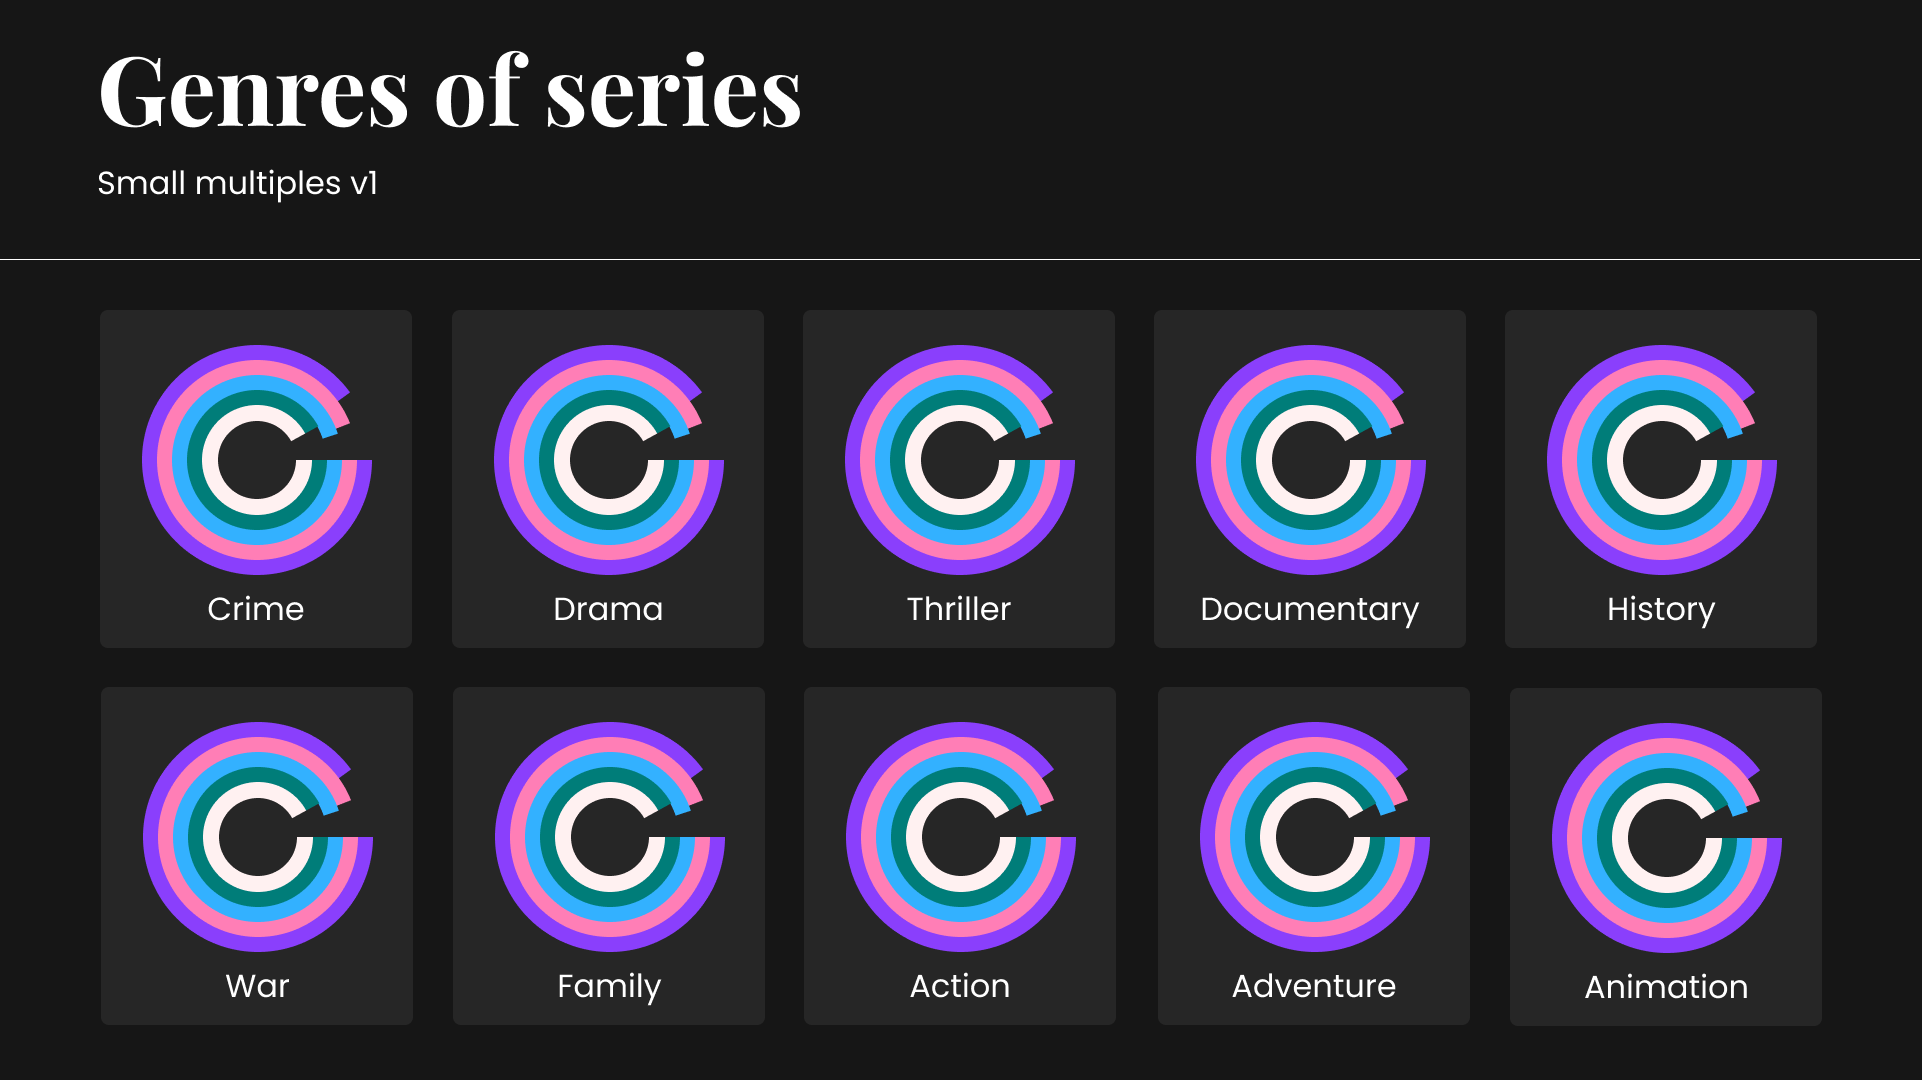 Genres of series
Small multiples v1
Crime
Drama
Thriller
Documentary
History
War
Family
Action
Adventure
Animation